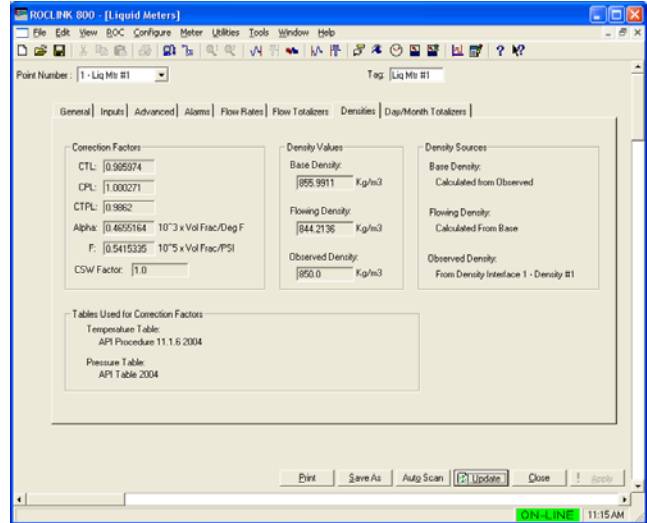 ROCLINK 800 - [Liquid Meters]
File Edit View ROC Configure Meter Utilities Tools Window Help
Point Number: 1 - Liq Mtr #1 Tag: Liq Mtr #1
General Inputs Advanced Alarms Flow Rates Flow Totalizers Densities Day/Month Totalizers
Correction Factors
CTL: 0.985974
CPL: 1.000271
CTPL: 0.9862
Alpha: 0.4655164 10^3 x Vol Frac/Deg F
F: 0.5415335 10^5 x Vol Frac/PSI
CSW Factor: 1.0
Density Values
Base Density:
855.9911 Kg/m3
Flowing Density:
844.2136 Kg/m3
Observed Density:
850.0 Kg/m3
Density Sources
Base Density:
Calculated from Observed
Flowing Density:
Calculated From Base
Observed Density:
From Density Interface 1 - Density #1
Tables Used for Correction Factors
Temperature Table:
API Procedure 11.1.6 2004
Pressure Table:
API Table 2004
Print Save As Auto Scan Update Close ! Apply
ON-LINE 11:15 AM